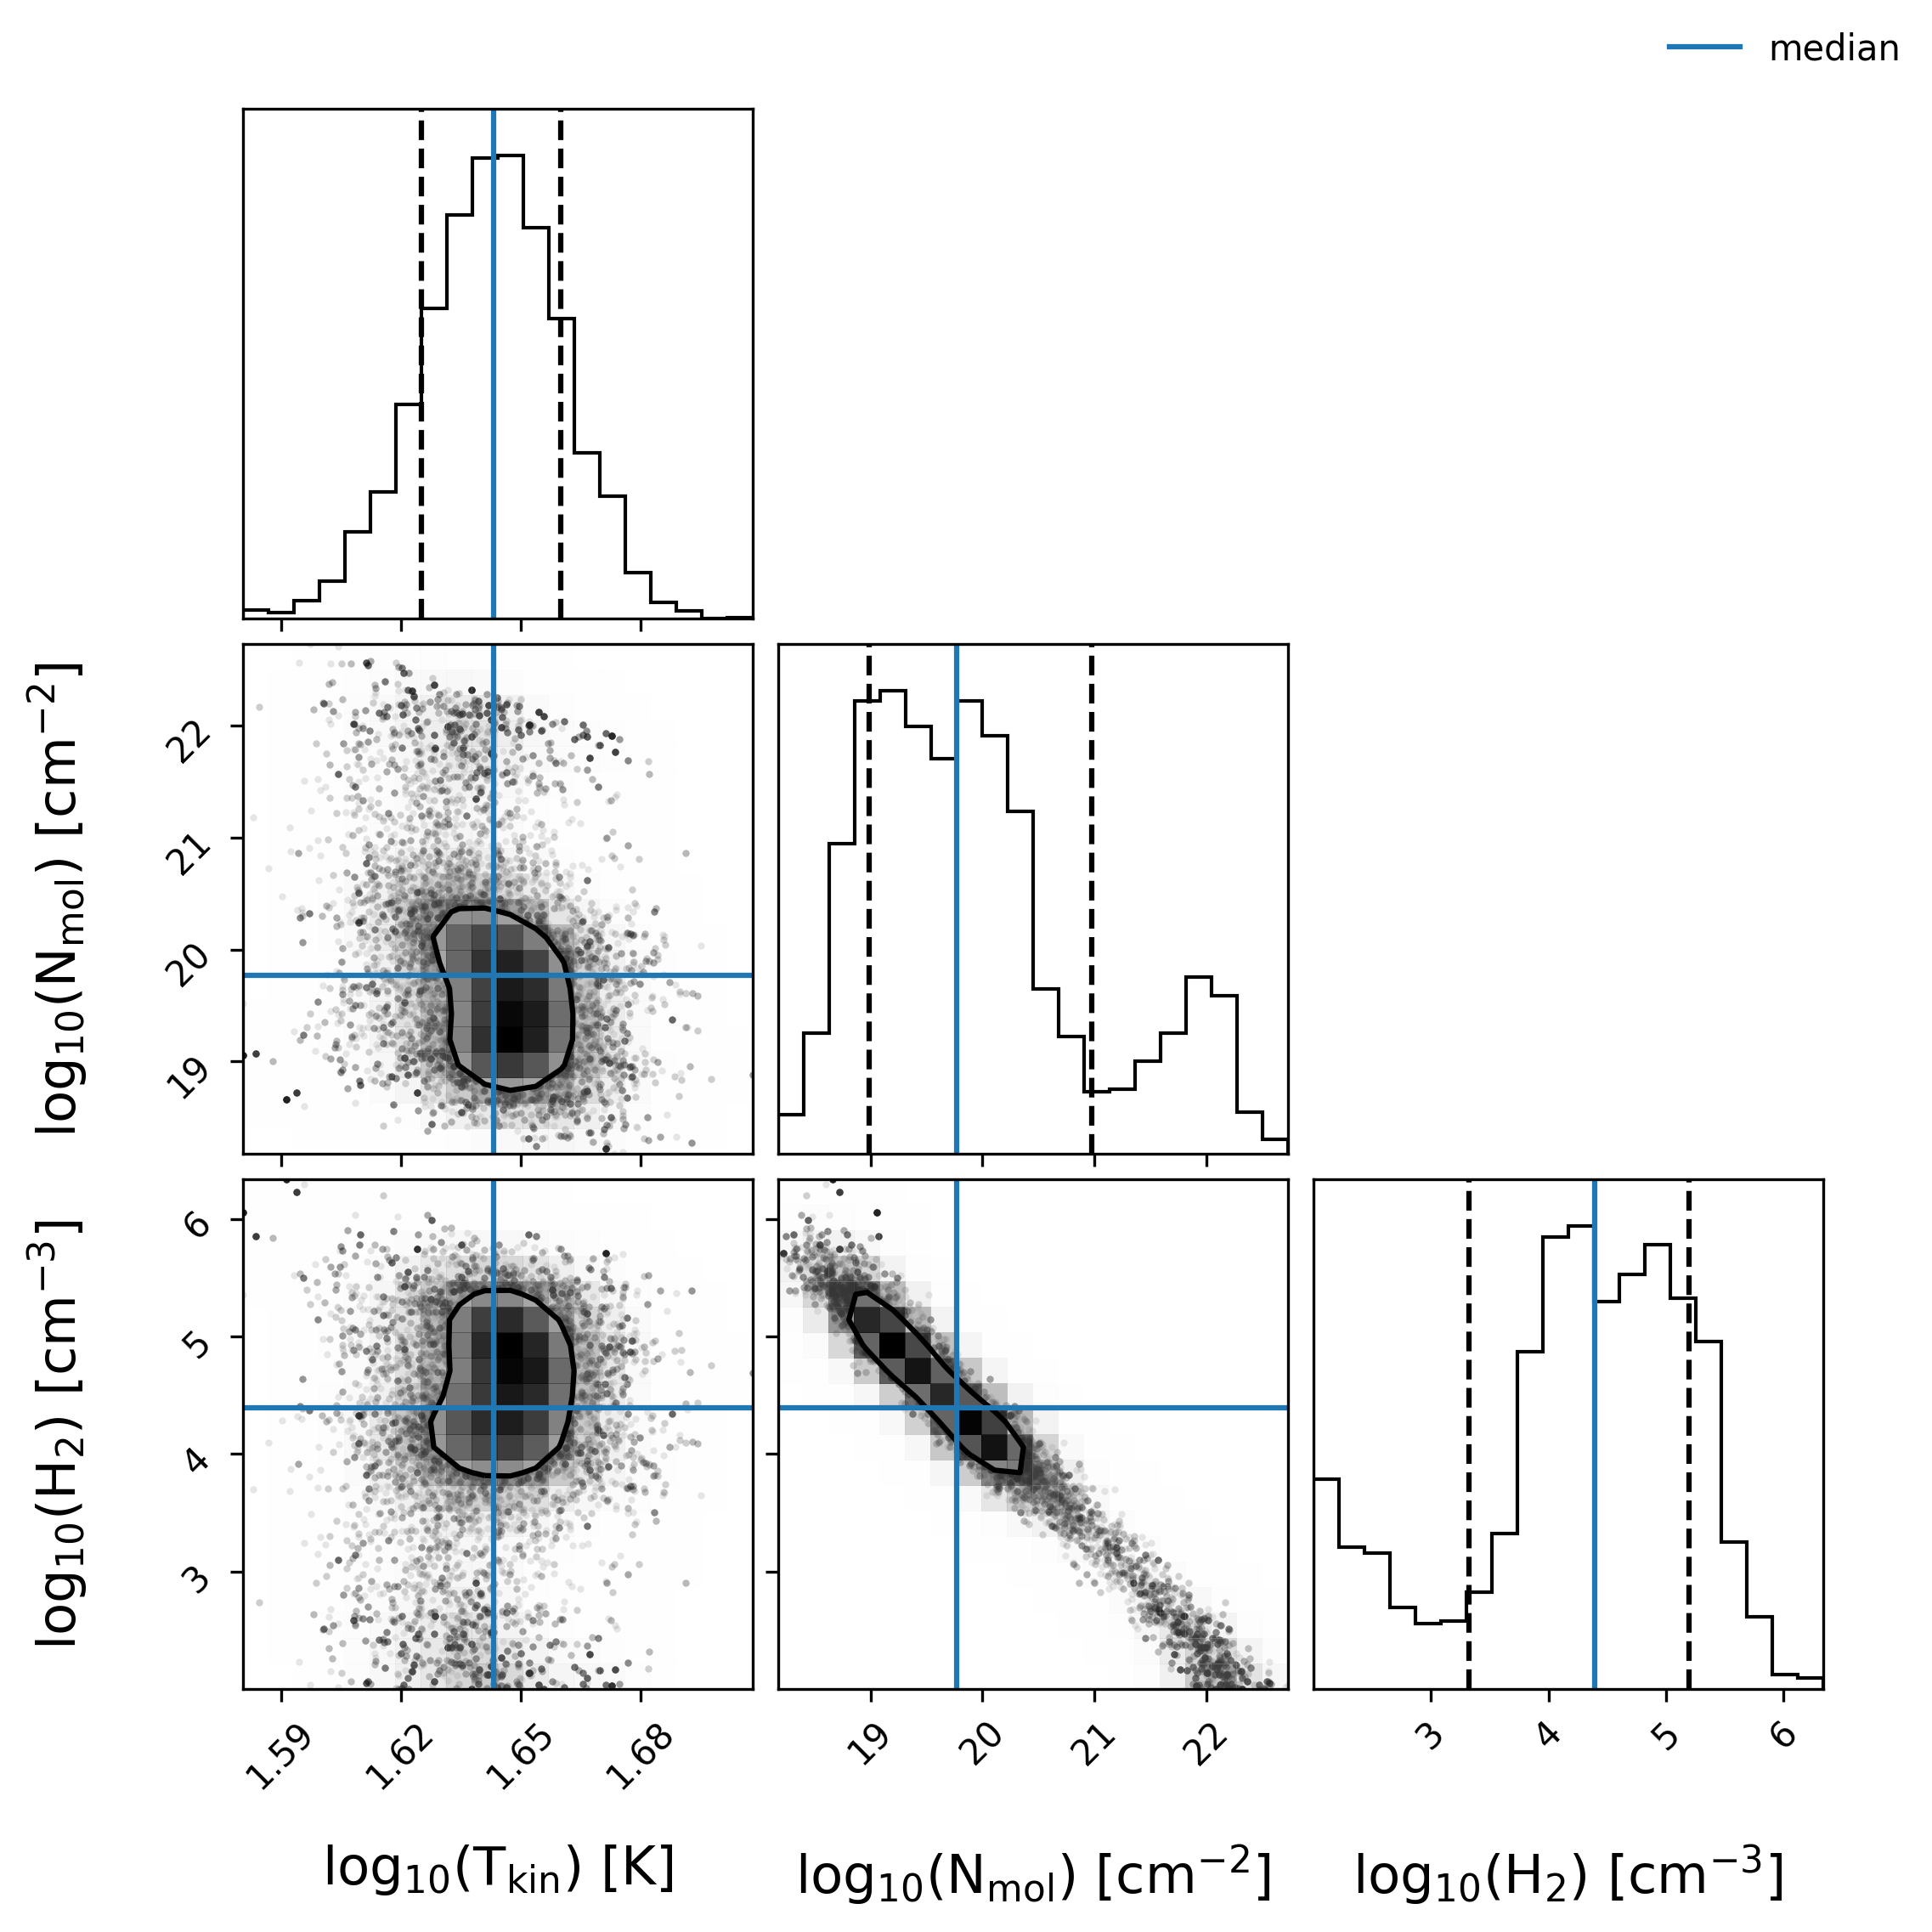 median
log₁₀(Nₘₒₗ) [cm⁻²]
22
21
20
19
log₁₀(H₂) [cm⁻³]
6
5
4
3
1.59 1.62 1.65 1.68
19 20 21 22
3 4 5 6
log₁₀(Tₖᵢₙ) [K]
log₁₀(Nₘₒₗ) [cm⁻²]
log₁₀(H₂) [cm⁻³]